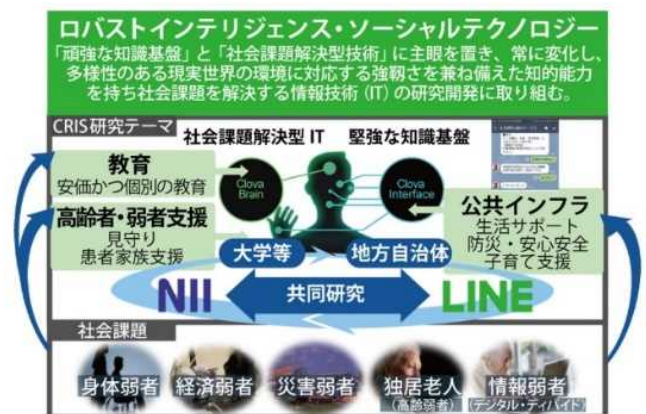 ロバストインテリジェンス・ソーシャルテクノロジー
「頑強な知識基盤」と「社会課題解決型技術」に主眼を置き、常に変化し、
多様性のある現実世界の環境に対応する強靱さを兼ね備えた知的能力
を持ち社会課題を解決する情報技術（IT）の研究開発に取り組む。
CRIS研究テーマ
社会課題解決型 IT 堅強な知識基盤
教育
安価かつ個別の教育
高齢者・弱者支援
見守り
患者家族支援
Clova
Brain
Clova
Interface
公共インフラ
生活サポート
防災・安心安全
子育て支援
大学等
地方自治体
NII
共同研究
LINE
社会課題
身体弱者
経済弱者
災害弱者
独居老人
（高齢弱者）
情報弱者
（デジタル・ディバイト）